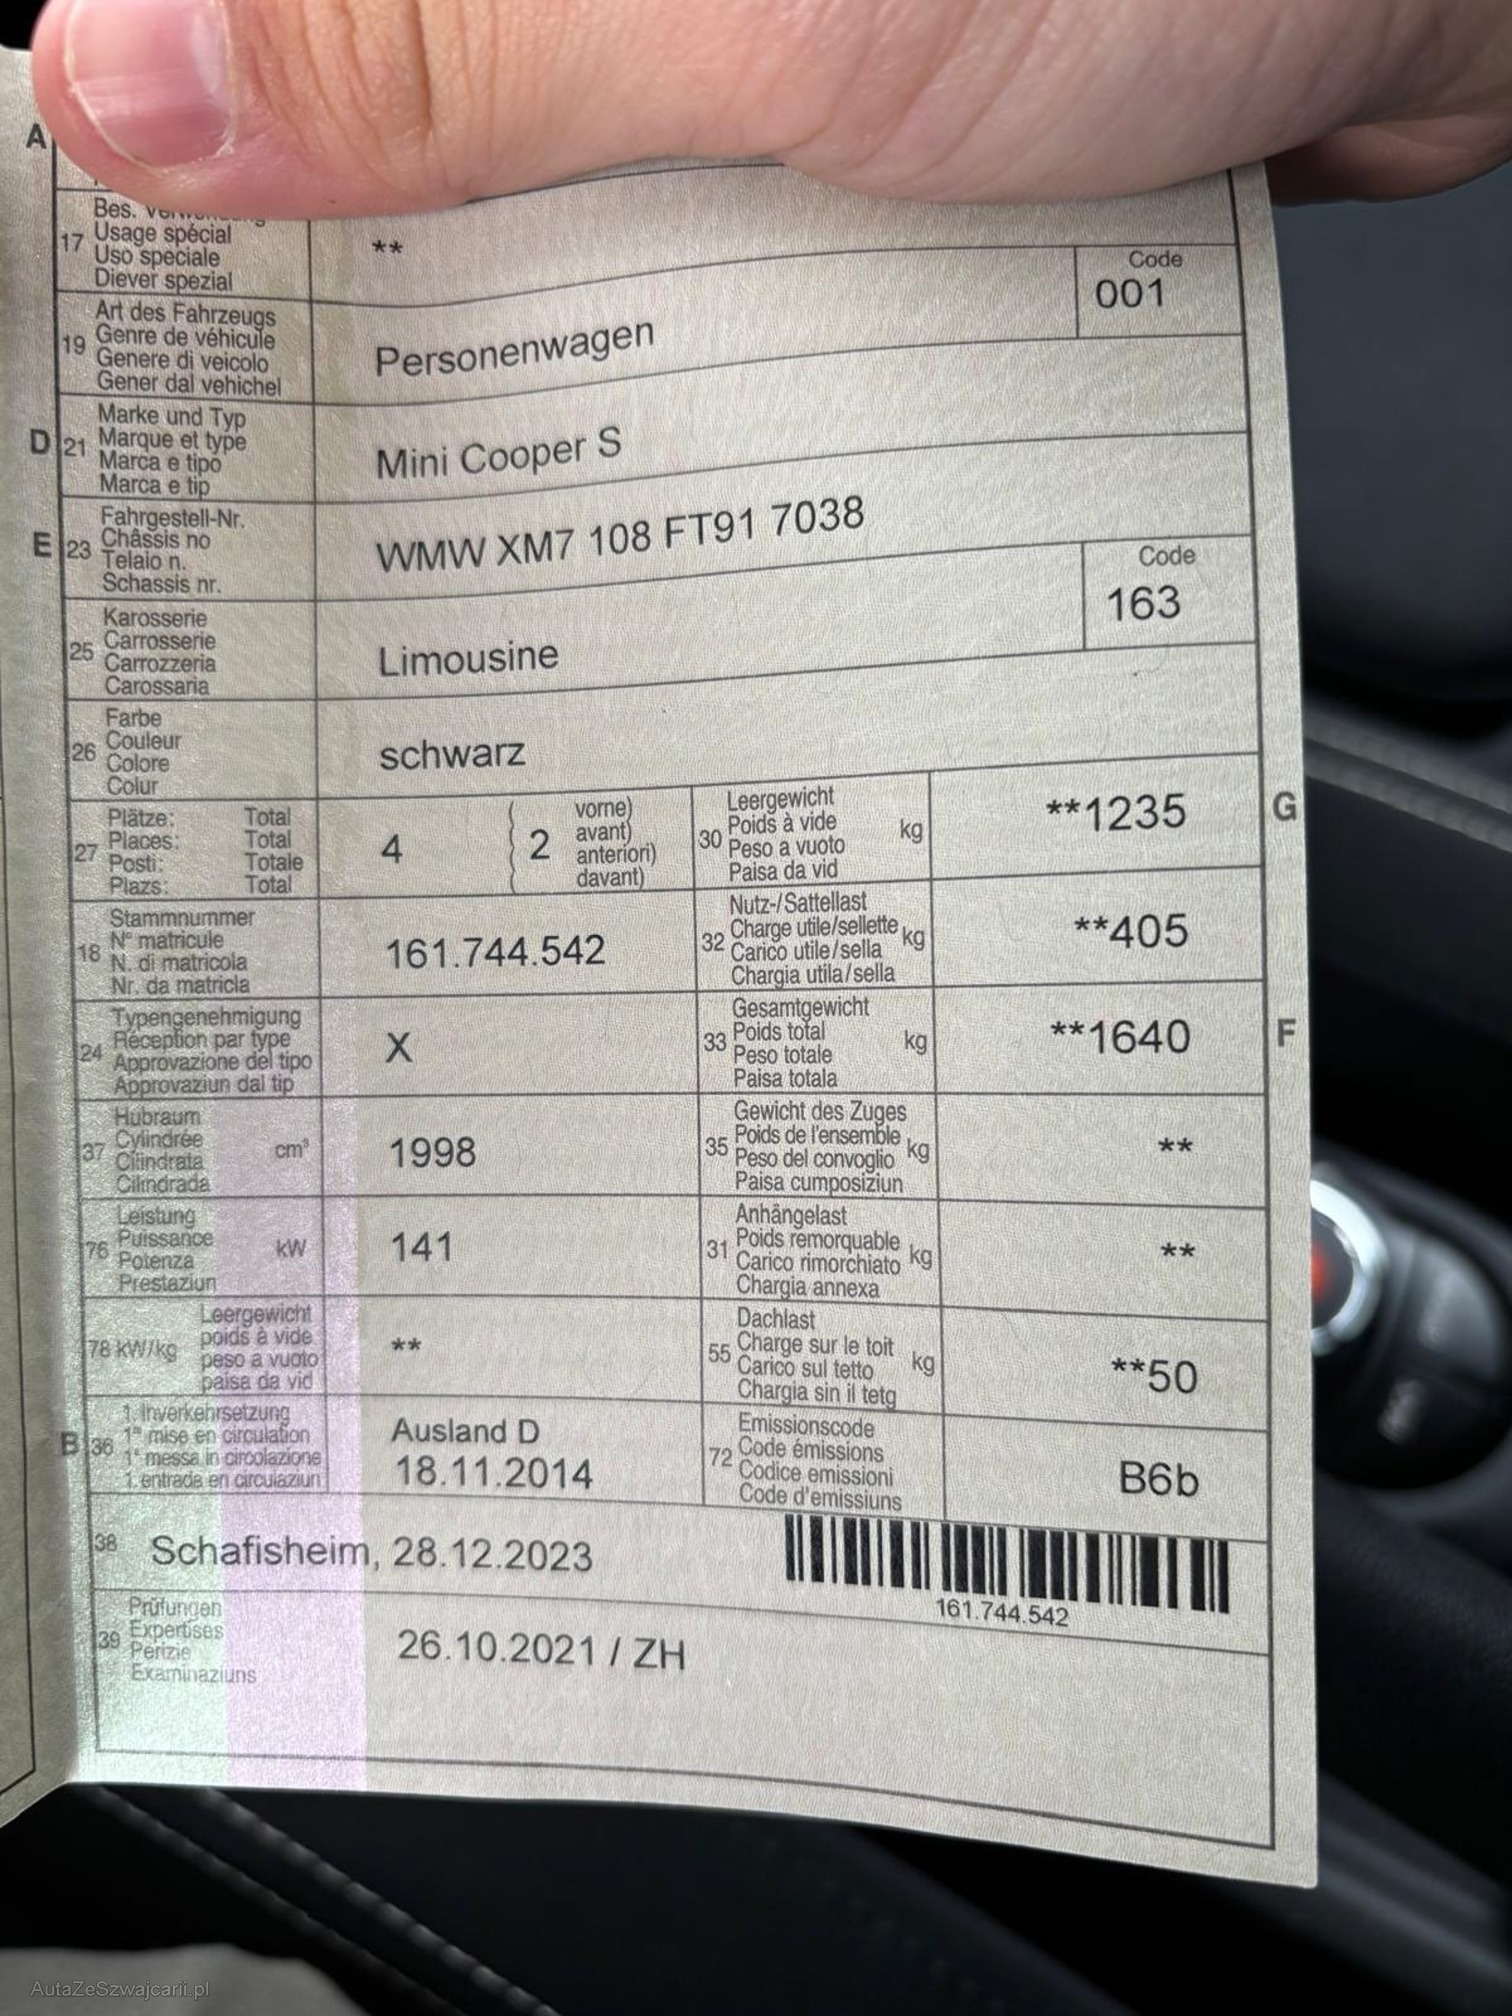 A
Bes.
17 Usage spécial **
Uso speciale
Diever spezial
Code
001
Art des Fahrzeugs
19 Genre de véhicule Personenwagen
Genere di veicolo
Gener dal vehichel
Marke und Typ
D 21 Marque et type Mini Cooper S
Marca e tipo
Marca e tip
Fahrgestell-Nr.
E 23 Châssis no WMW XM7 108 FT91 7038
Telaio n.
Schassis nr.
Code
163
Karosserie
25 Carrosserie Limousine
Carrozzeria
Carossaria
Farbe
26 Couleur schwarz
Colore
Colur
Plätze: Total
27 Places: Total 4 ( 2
Posti: Totale
Plazs: Total
vorne)
avant)
anteriori)
davant)
Leergewicht
30 Poids à vide kg **1235 G
Peso a vuoto
Paisa da vid
Stammnummer
18 N° matricule 161.744.542
N. di matricola
Nr. da matricla
Nutz-/Sattellast
32 Charge utile/sellette kg **405
Carico utile/sella
Chargia utila/sella
Typengenehmigung
24 Réception par type X
Approvazione del tipo
Approvaziun dal tip
Gesamtgewicht
33 Poids total kg **1640 F
Peso totale
Paisa totala
Hubraum
37 Cylindrée cm³ 1998
Cilindrata
Cilindrada
Gewicht des Zuges
35 Poids de l'ensemble kg **
Peso del convoglio
Paisa cumposiziun
Leistung
76 Puissance kW 141
Potenza
Prestaziun
Anhängelast
31 Poids remorquable kg **
Carico rimorchiato
Chargia annexa
Leergewicht
78 kW/kg poids à vide **
peso a vuoto
paisa da vid
Dachlast
55 Charge sur le toit kg **50
Carico sul tetto
Chargia sin il tetg
1. Inverkehrsetzung
B 36 1re mise en circulation
1a messa in circolazione
1. entrada en circulaziun
Ausland D
18.11.2014
Emissionscode
72 Code émissions B6b
Codice emissioni
Code d'emissiuns
38 Schafisheim, 28.12.2023
161.744.542
Prüfungen
39 Expertises 26.10.2021 / ZH
Perizie
Examinaziuns
AutaZeSzwajcarii.pl